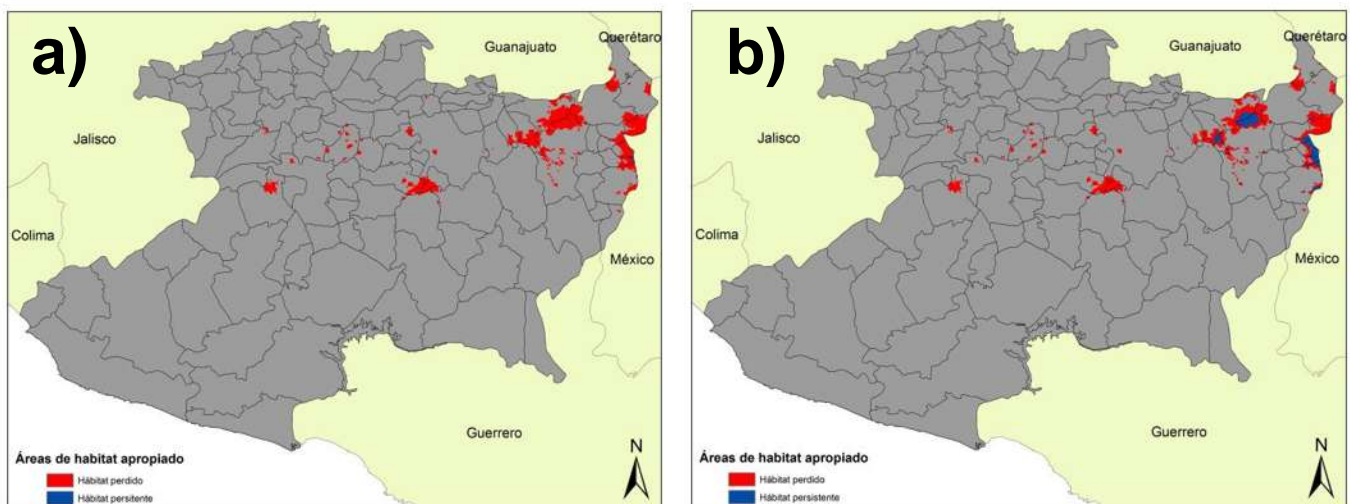 a)
Guanajuato
Querétaro
Jalisco
Colima
México
Guerrero
N
Áreas de habitat apropiado
Hábitat perdido
Hábitat persitente
b)
Guanajuato
Querétaro
Jalisco
Colima
México
Guerrero
N
Áreas de habitat apropiado
Hábitat perdido
Hábitat persistente